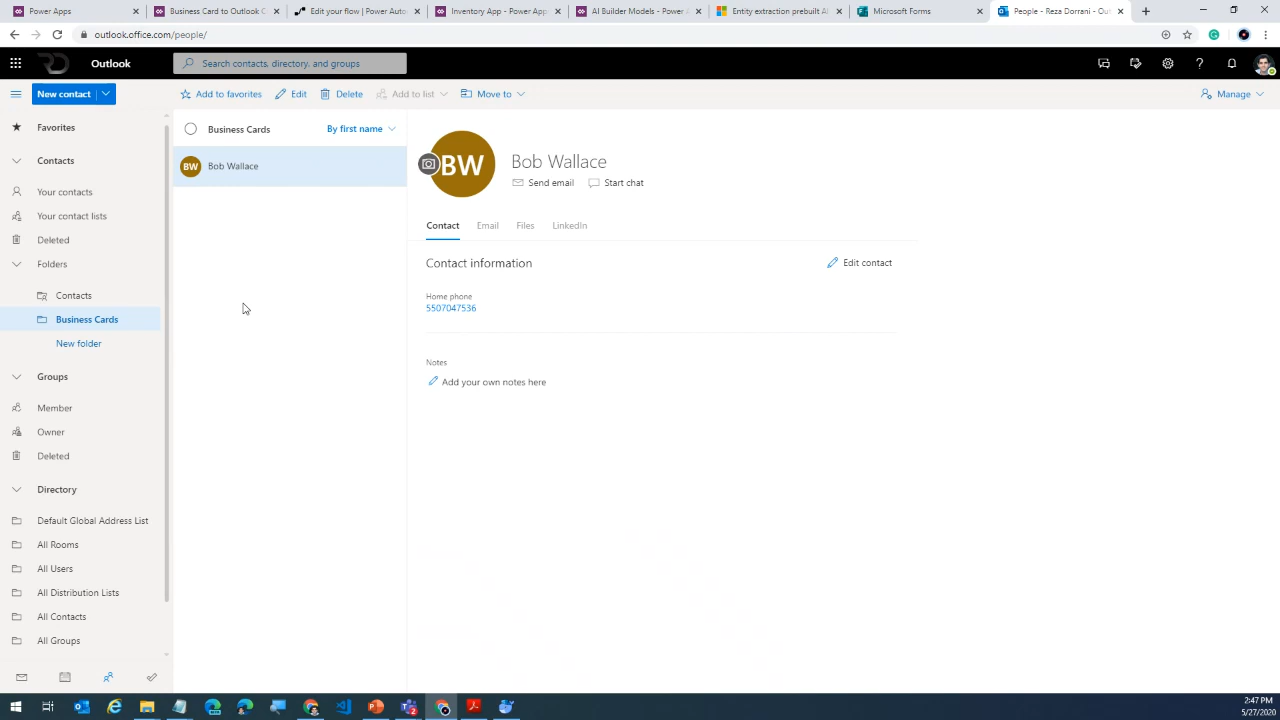 Power Apps
Business Card to Outlook C
Edit your flow | Power Auto
Inventory App - Power Apps
AI Builder Models - Power A
Entity extraction prebuilt AI
Microsoft Forms
People - Reza Dorrani - Out
outlook.office.com/people/
Outlook
Search contacts, directory, and groups
New contact
Add to favorites
Edit
Delete
Add to list
Move to
Manage
Favorites
Contacts
Your contacts
Your contact lists
Deleted
Folders
Contacts
Business Cards
New folder
Groups
Member
Owner
Deleted
Directory
Default Global Address List
All Rooms
All Users
All Distribution Lists
All Contacts
All Groups
Business Cards
By first name
BW
Bob Wallace
BW
Bob Wallace
Send email
Start chat
Contact
Email
Files
LinkedIn
Contact information
Edit contact
Home phone
5507047536
Notes
Add your own notes here
2:47 PM
5/27/2020